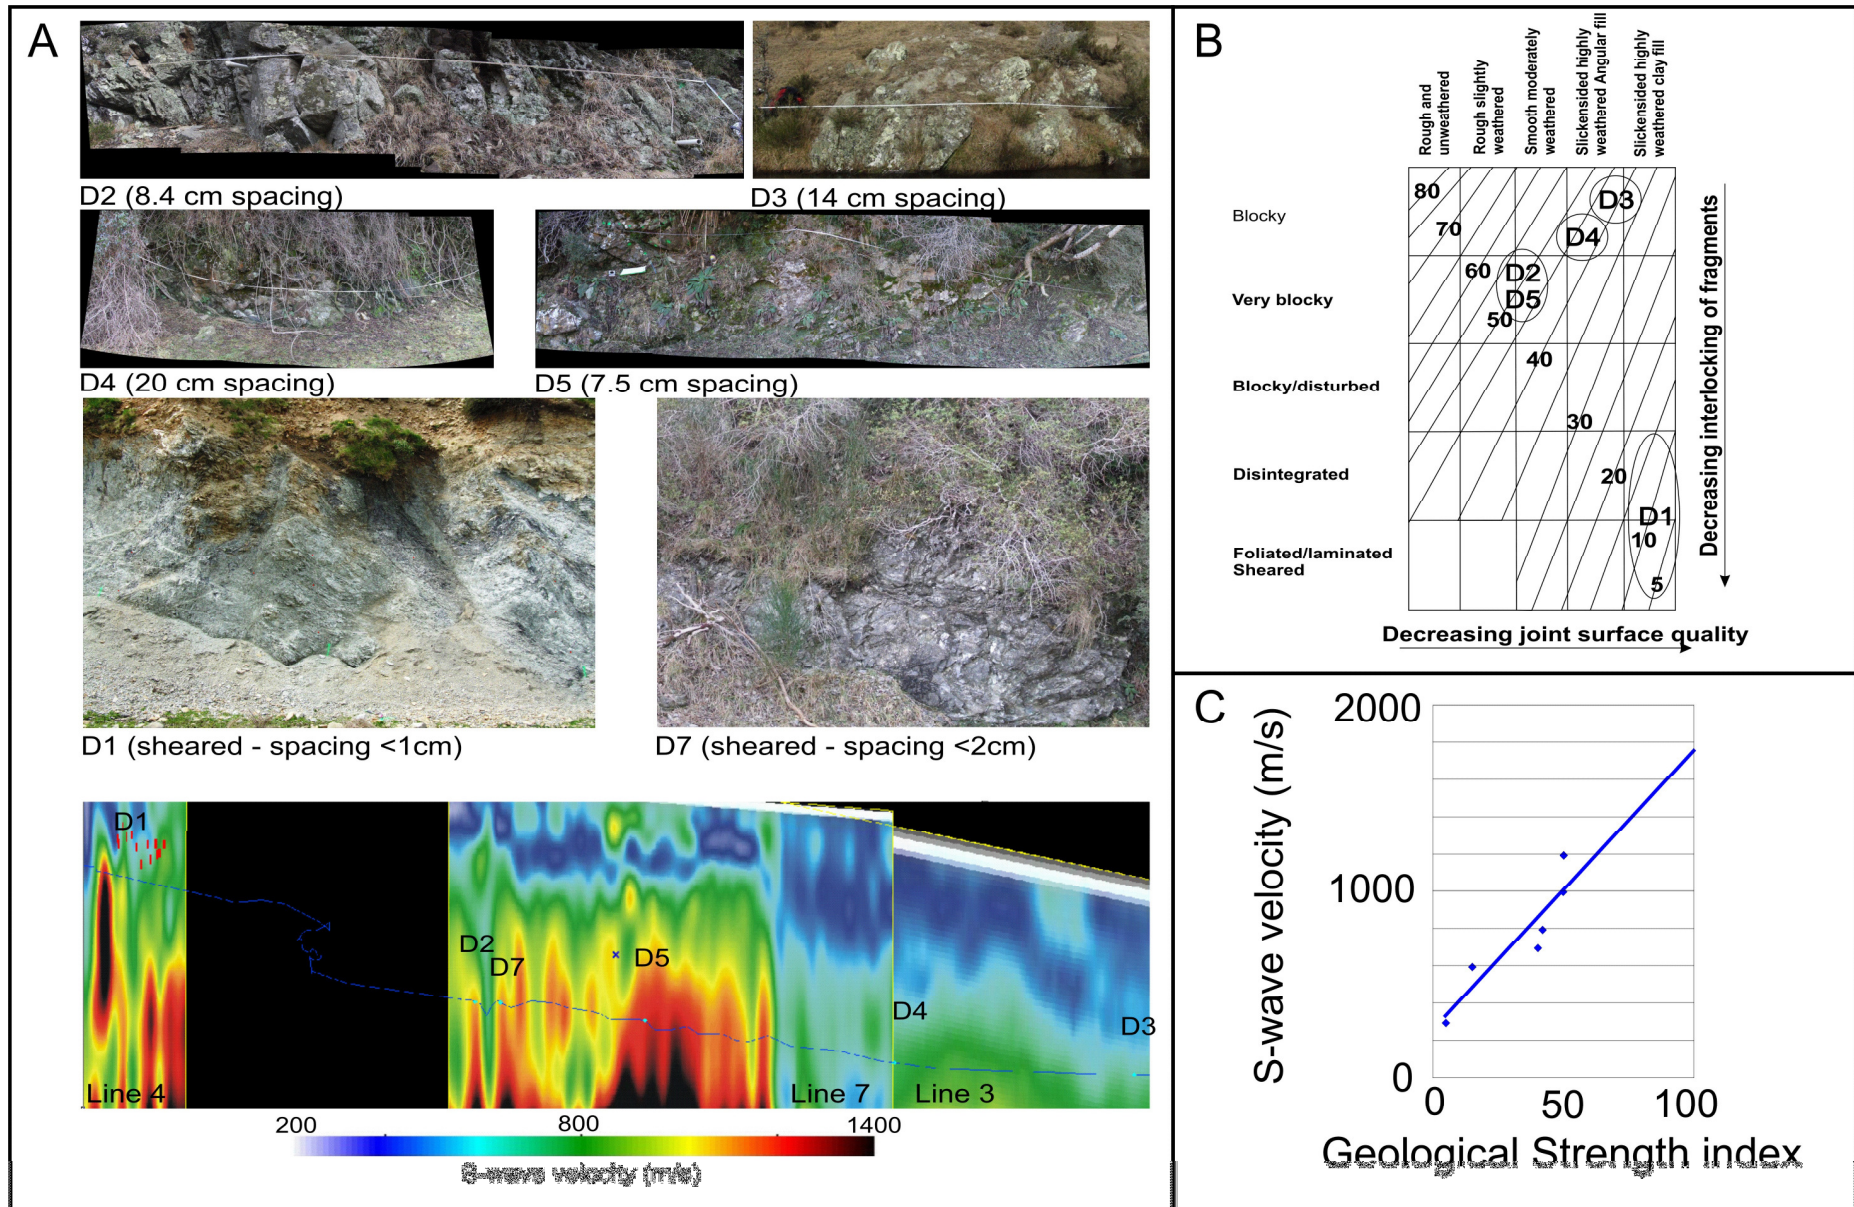 A
D2 (8.4 cm spacing)
D3 (14 cm spacing)
D4 (20 cm spacing)
D5 (7.5 cm spacing)
D1 (sheared - spacing <1cm)
D7 (sheared - spacing <2cm)
D1
D2
D7
D5
D4
D3
Line 4
Line 7
Line 3
200
800
1400
S-wave velocity (m/s)
B
Rough and
unweathered
Rough slightly
weathered
Smooth moderately
weathered
Slickensided highly
weathered Angular fill
Slickensided highly
weathered clay fill
Blocky
Very blocky
Blocky/disturbed
Disintegrated
Foliated/laminated
Sheared
80
70
60
50
40
30
20
10
5
D3
D4
D2
D5
D1
Decreasing interlocking of fragments
Decreasing joint surface quality
C
S-wave velocity (m/s)
2000
1000
0
0
50
100
Geological Strength index